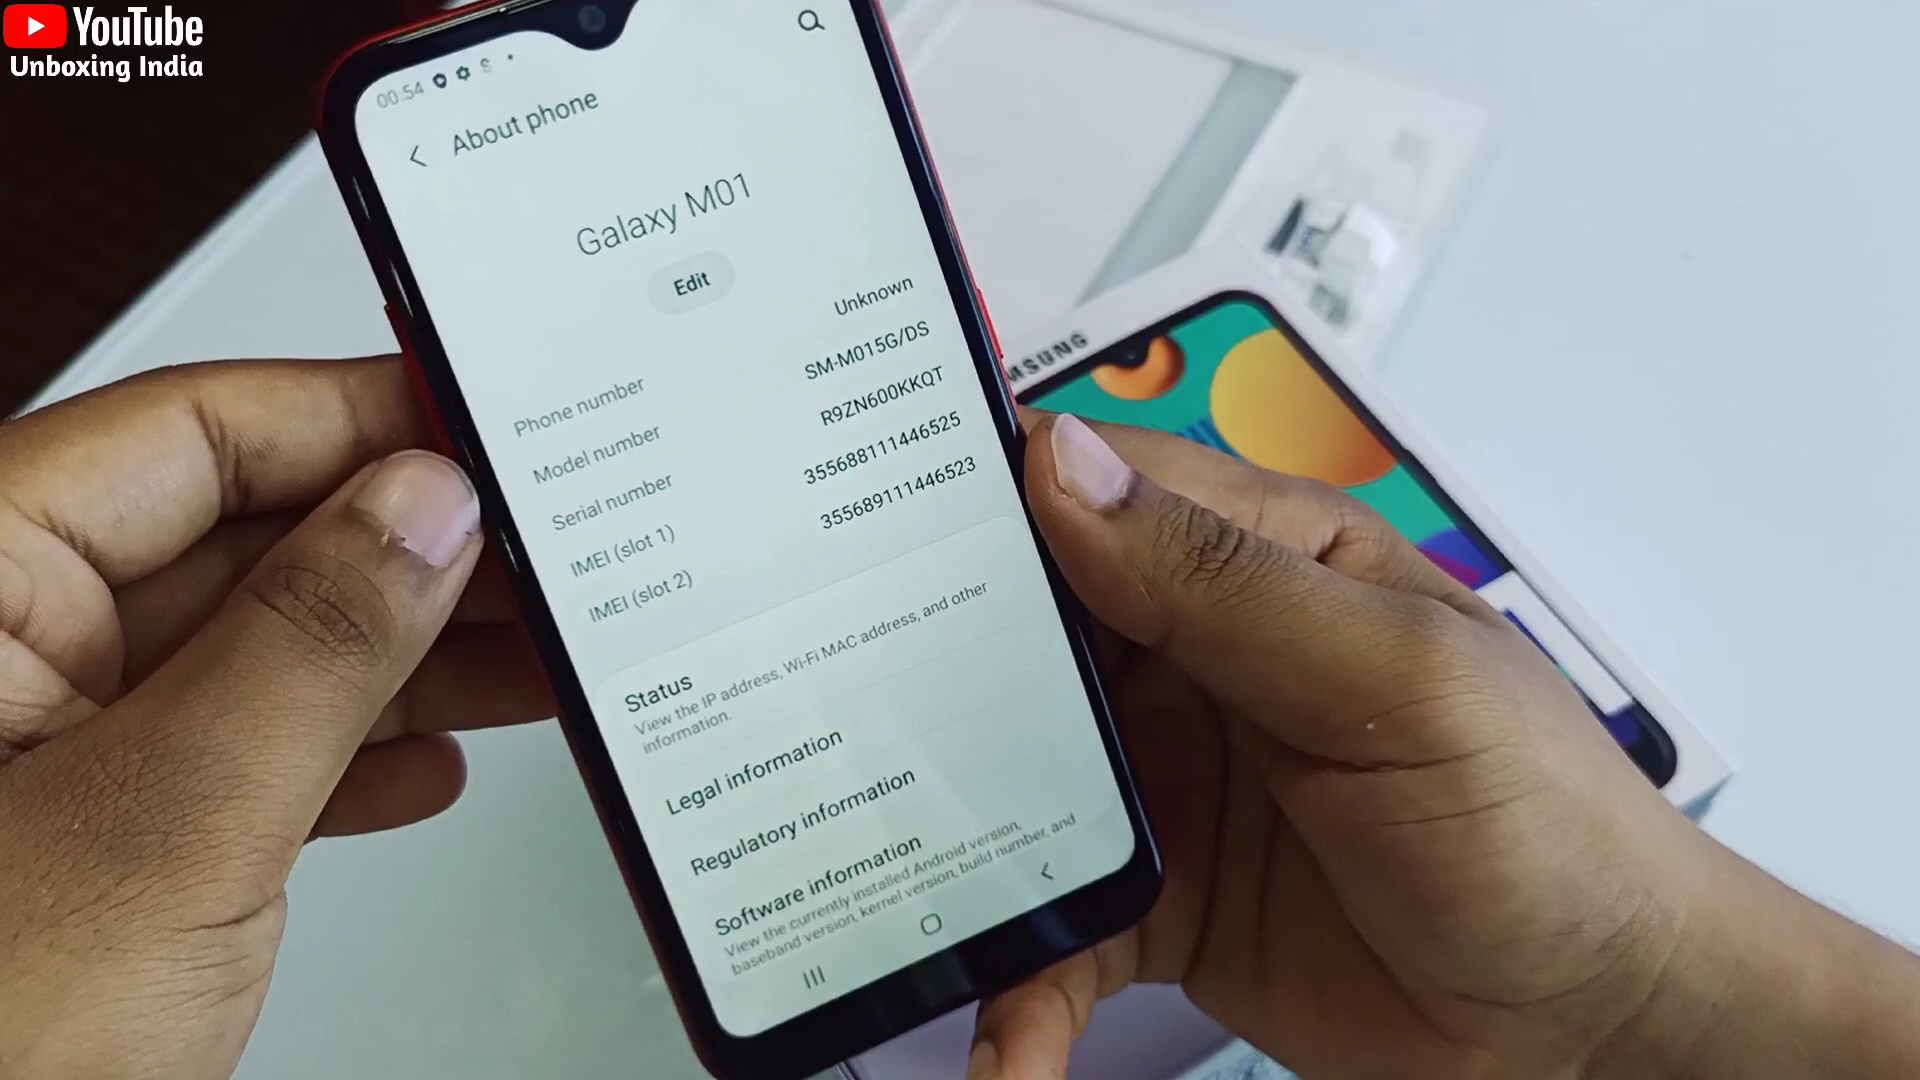 YouTube
Unboxing India
00:54
About phone
Galaxy M01
Edit
Phone number Unknown
Model number SM-M015G/DS
Serial number R9ZN600KKQT
IMEI (slot 1) 355688111446525
IMEI (slot 2) 355689111446523
Status
View the IP address, Wi-Fi MAC address, and other
information.
Legal information
Regulatory information
Software information
View the currently installed Android version,
baseband version, kernel version, build number, and
MSUNG